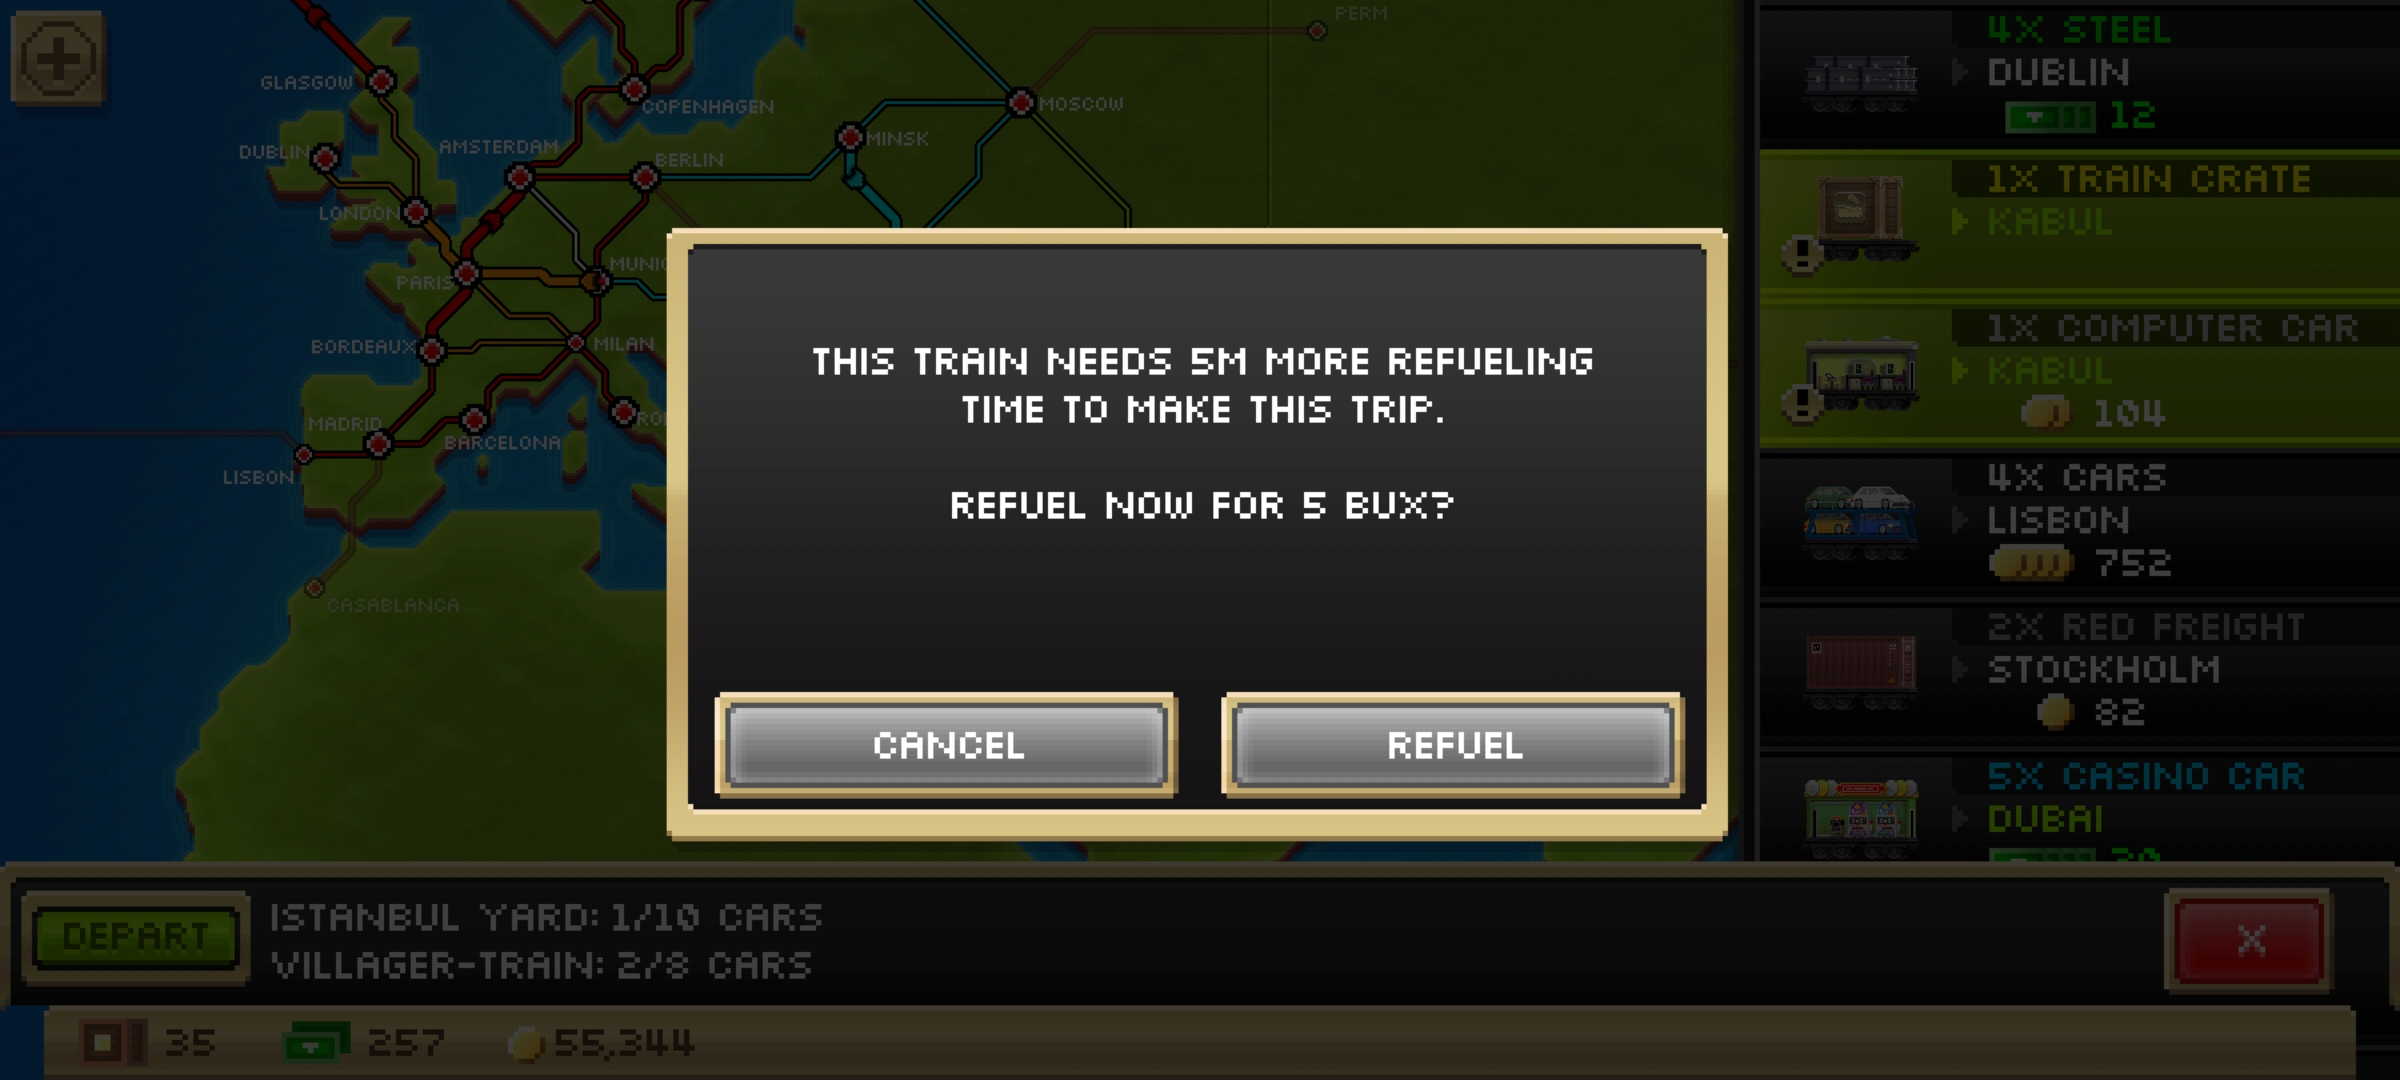 PERM
GLASGOW
COPENHAGEN
MOSCOW
MINSK
DUBLIN
AMSTERDAM
BERLIN
LONDON
PARIS
BORDEAUX
MILAN
MADRID
BARCELONA
LISBON
CASABLANCA
THIS TRAIN NEEDS 5M MORE REFUELING
TIME TO MAKE THIS TRIP.
REFUEL NOW FOR 5 BUX?
CANCEL
REFUEL
4X STEEL
DUBLIN
12
1X TRAIN CRATE
KABUL
1X COMPUTER CAR
KABUL
104
4X CARS
LISBON
752
2X RED FREIGHT
STOCKHOLM
82
5X CASINO CAR
DUBAI
DEPART
ISTANBUL YARD: 1/10 CARS
VILLAGER-TRAIN: 2/8 CARS
X
35
257
55,344